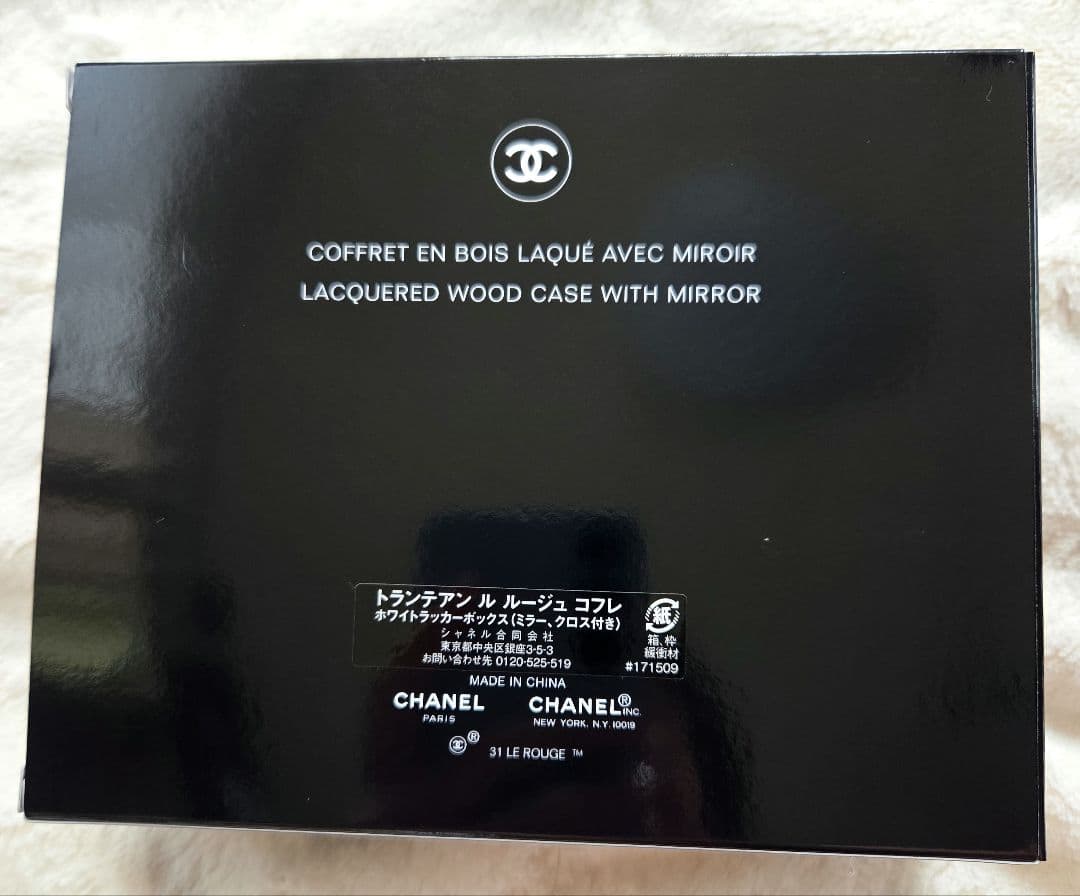 COFFRET EN BOIS LAQUÉ AVEC MIROIR
LACQUERED WOOD CASE WITH MIRROR
トランテアン ル ルージュ コフレ
ホワイトラッカーボックス(ミラー、クロス付き)
シャネル合同会社
東京都中央区銀座3-5-3
お問い合わせ先 0120-525-519
紙
箱、枠
緩衝材
#171509
MADE IN CHINA
CHANEL
PARIS
CHANEL® INC.
NEW YORK, N.Y. 10019
® 31 LE ROUGE ™